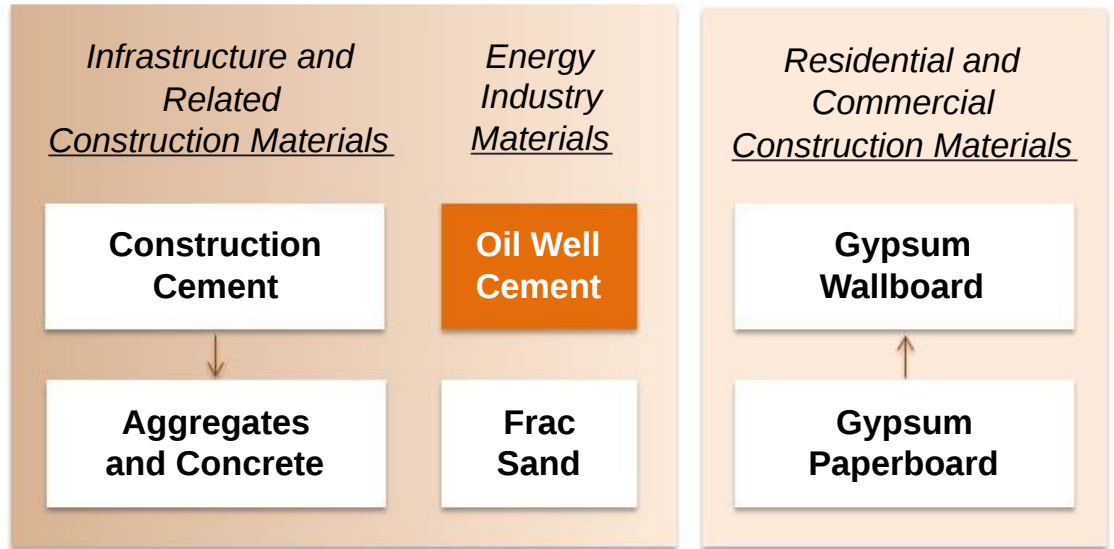 Infrastructure and
Related
Construction Materials
Construction
Cement
Aggregates
and Concrete
Energy
Industry
Materials
Oil Well
Cement
Frac
Sand
Residential and
Commercial
Construction Materials
Gypsum
Wallboard
Gypsum
Paperboard